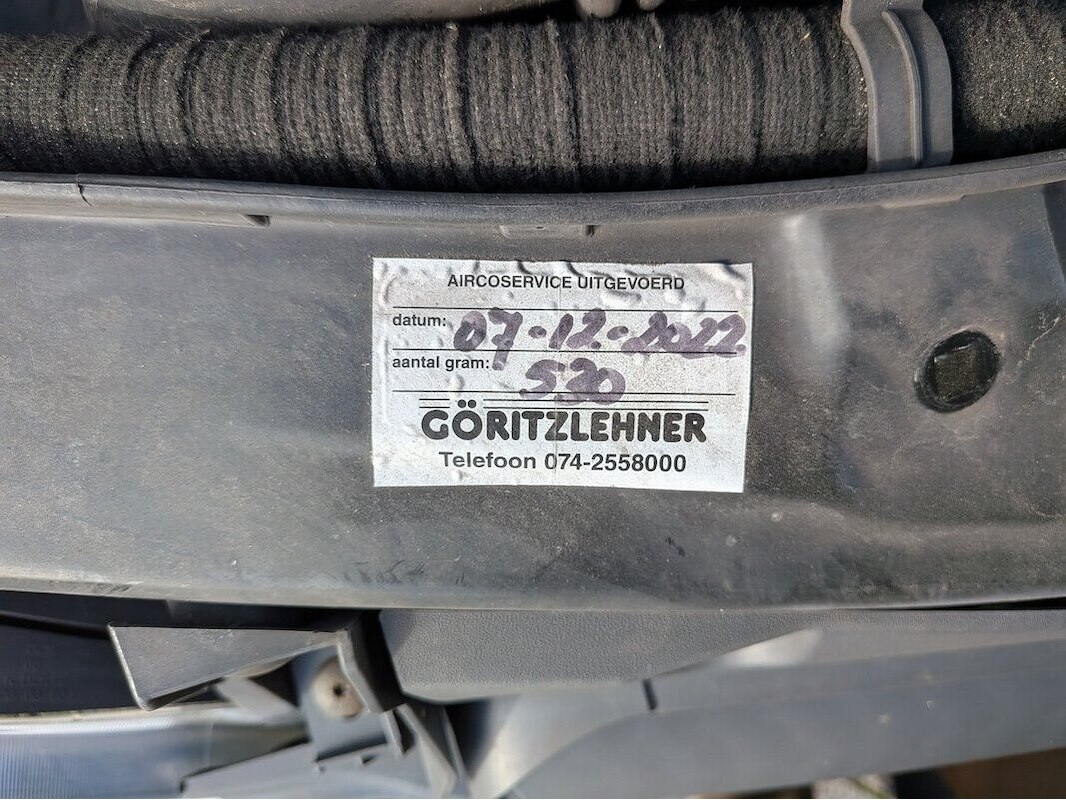 AIRCOSERVICE UITGEVOERD
datum: 07-12-2022
aantal gram: 530
GÖRITZLEHNER
Telefoon 074-2558000